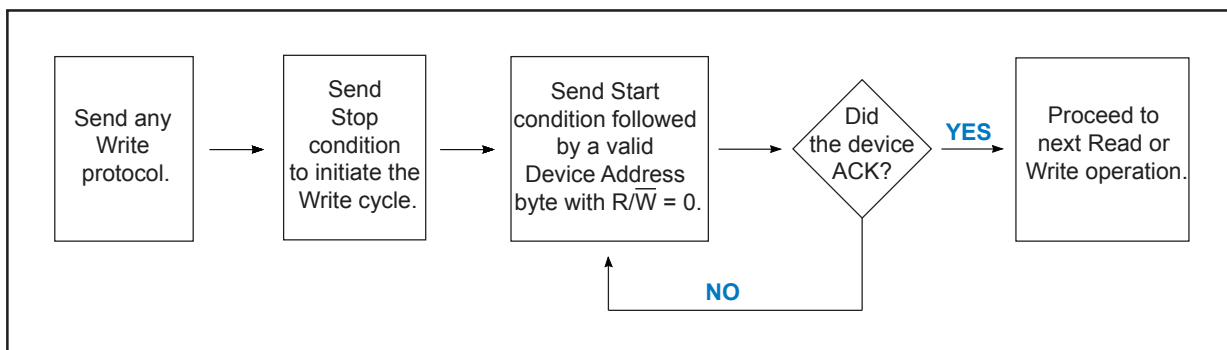 Send any
Write
protocol.
Send
Stop
condition
to initiate the
Write cycle.
Send Start
condition followed
by a valid
Device Address
byte with R/W̅ = 0.
Did
the device
ACK?
YES
NO
Proceed to
next Read or
Write operation.